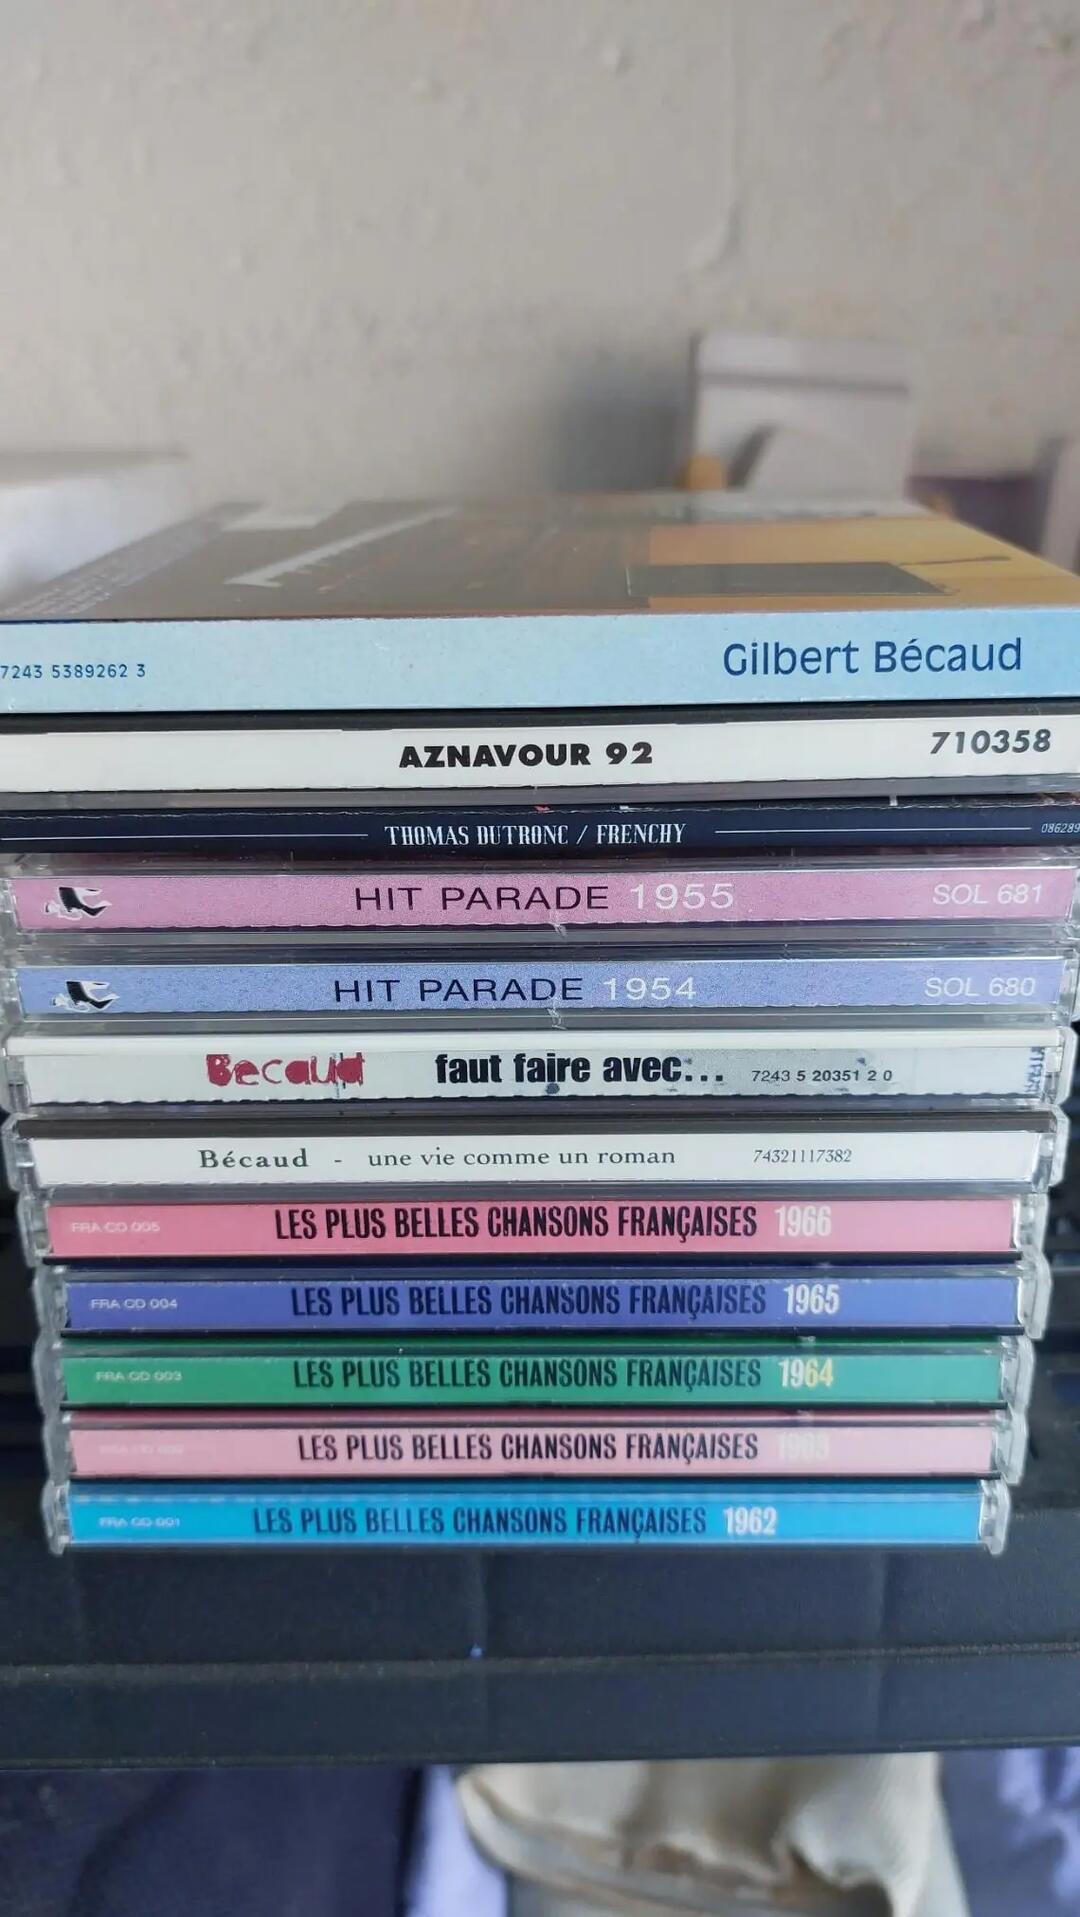 7243 5389262 3 Gilbert Bécaud
AZNAVOUR 92 710358
THOMAS DUTRONC / FRENCHY 086289
HIT PARADE 1955 SOL 681
HIT PARADE 1954 SOL 680
Becaud faut faire avec... 7243 5 20351 2 0
Bécaud - une vie comme un roman 74321117382
FRA CD 005 LES PLUS BELLES CHANSONS FRANÇAISES 1966
FRA CD 004 LES PLUS BELLES CHANSONS FRANÇAISES 1965
FRA CD 003 LES PLUS BELLES CHANSONS FRANÇAISES 1964
LES PLUS BELLES CHANSONS FRANÇAISES 1963
FRA CD 001 LES PLUS BELLES CHANSONS FRANÇAISES 1962